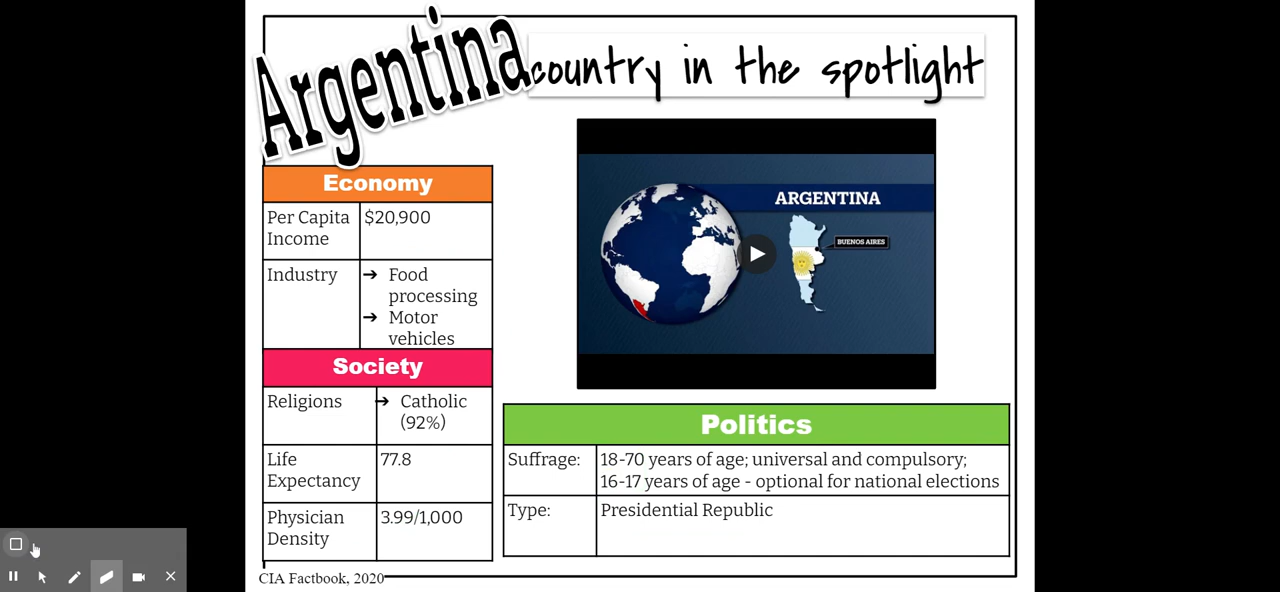 Argentina
country in the spotlight
Economy
Per Capita
Income
$20,900
Industry
➔ Food
processing
➔ Motor
vehicles
Society
Religions
➔ Catholic
(92%)
Life
Expectancy
77.8
Physician
Density
3.99/1,000
CIA Factbook, 2020
ARGENTINA
BUENOS AIRES
Politics
Suffrage:
18-70 years of age; universal and compulsory;
16-17 years of age - optional for national elections
Type:
Presidential Republic